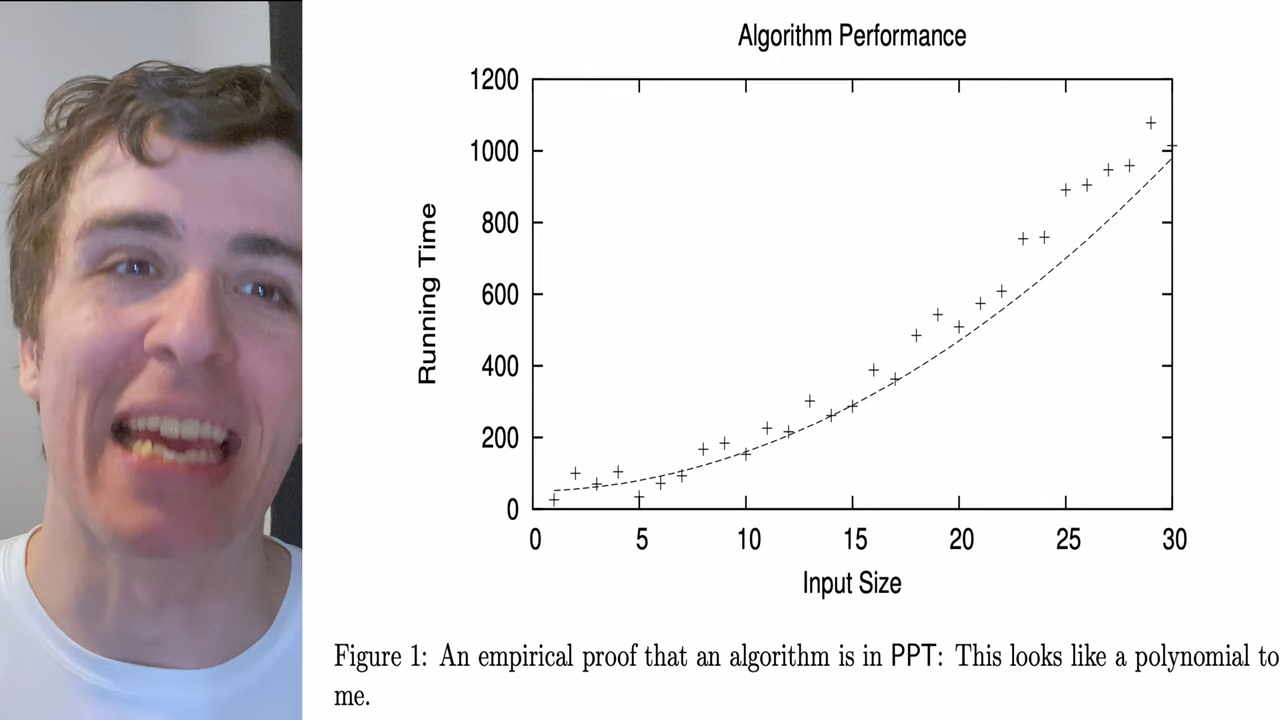 Algorithm Performance
1200
1000
800
600
400
200
0
Running Time
0 5 10 15 20 25 30
Input Size
Figure 1: An empirical proof that an algorithm is in PPT: This looks like a polynomial to
me.